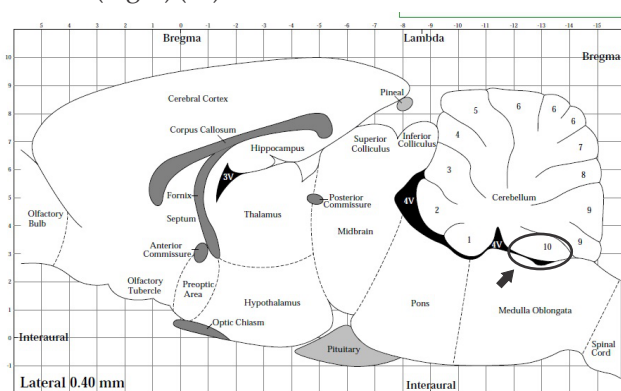 5 4 3 2 1 0 -1 -2 -3 -4 -5 -6 -7 -8 -9 -10 -11 -12 -13 -14 -15
Bregma
Lambda
Bregma
10
9
8
7
6
5
4
3
2
1
0
-1
Pineal
Cerebral Cortex
Corpus Callosum
Hippocampus
Superior
Colliculus
Inferior
Colliculus
5
6
6
6
4
7
3
8
3V
Fornix
Septum
Thalamus
Posterior
Commissure
4V
2
Cerebellum
9
Olfactory
Bulb
Midbrain
1
4V
10
9
Anterior
Commissure
Olfactory
Tubercle
Preoptic
Area
Hypothalamus
Pons
Medulla Oblongata
Optic Chiasm
Interaural
Pituitary
Spinal
Cord
Lateral 0.40 mm
Interaural